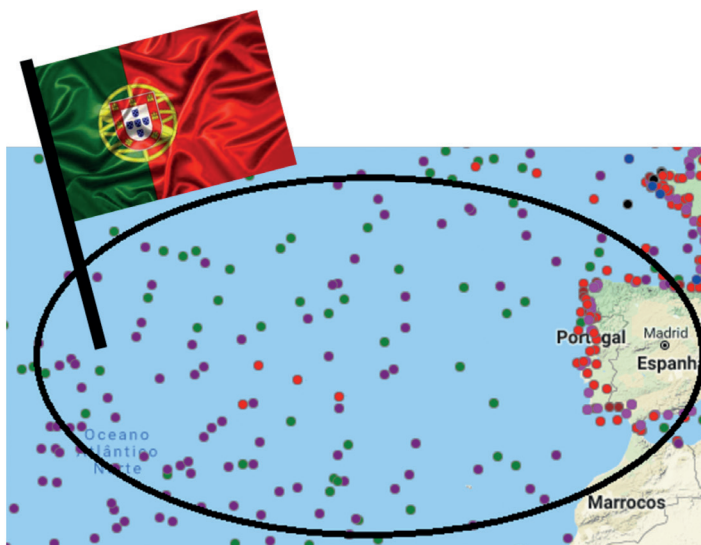 Portugal
Madrid
Espanha
Oceano
Atlântico
Norte
Marrocos